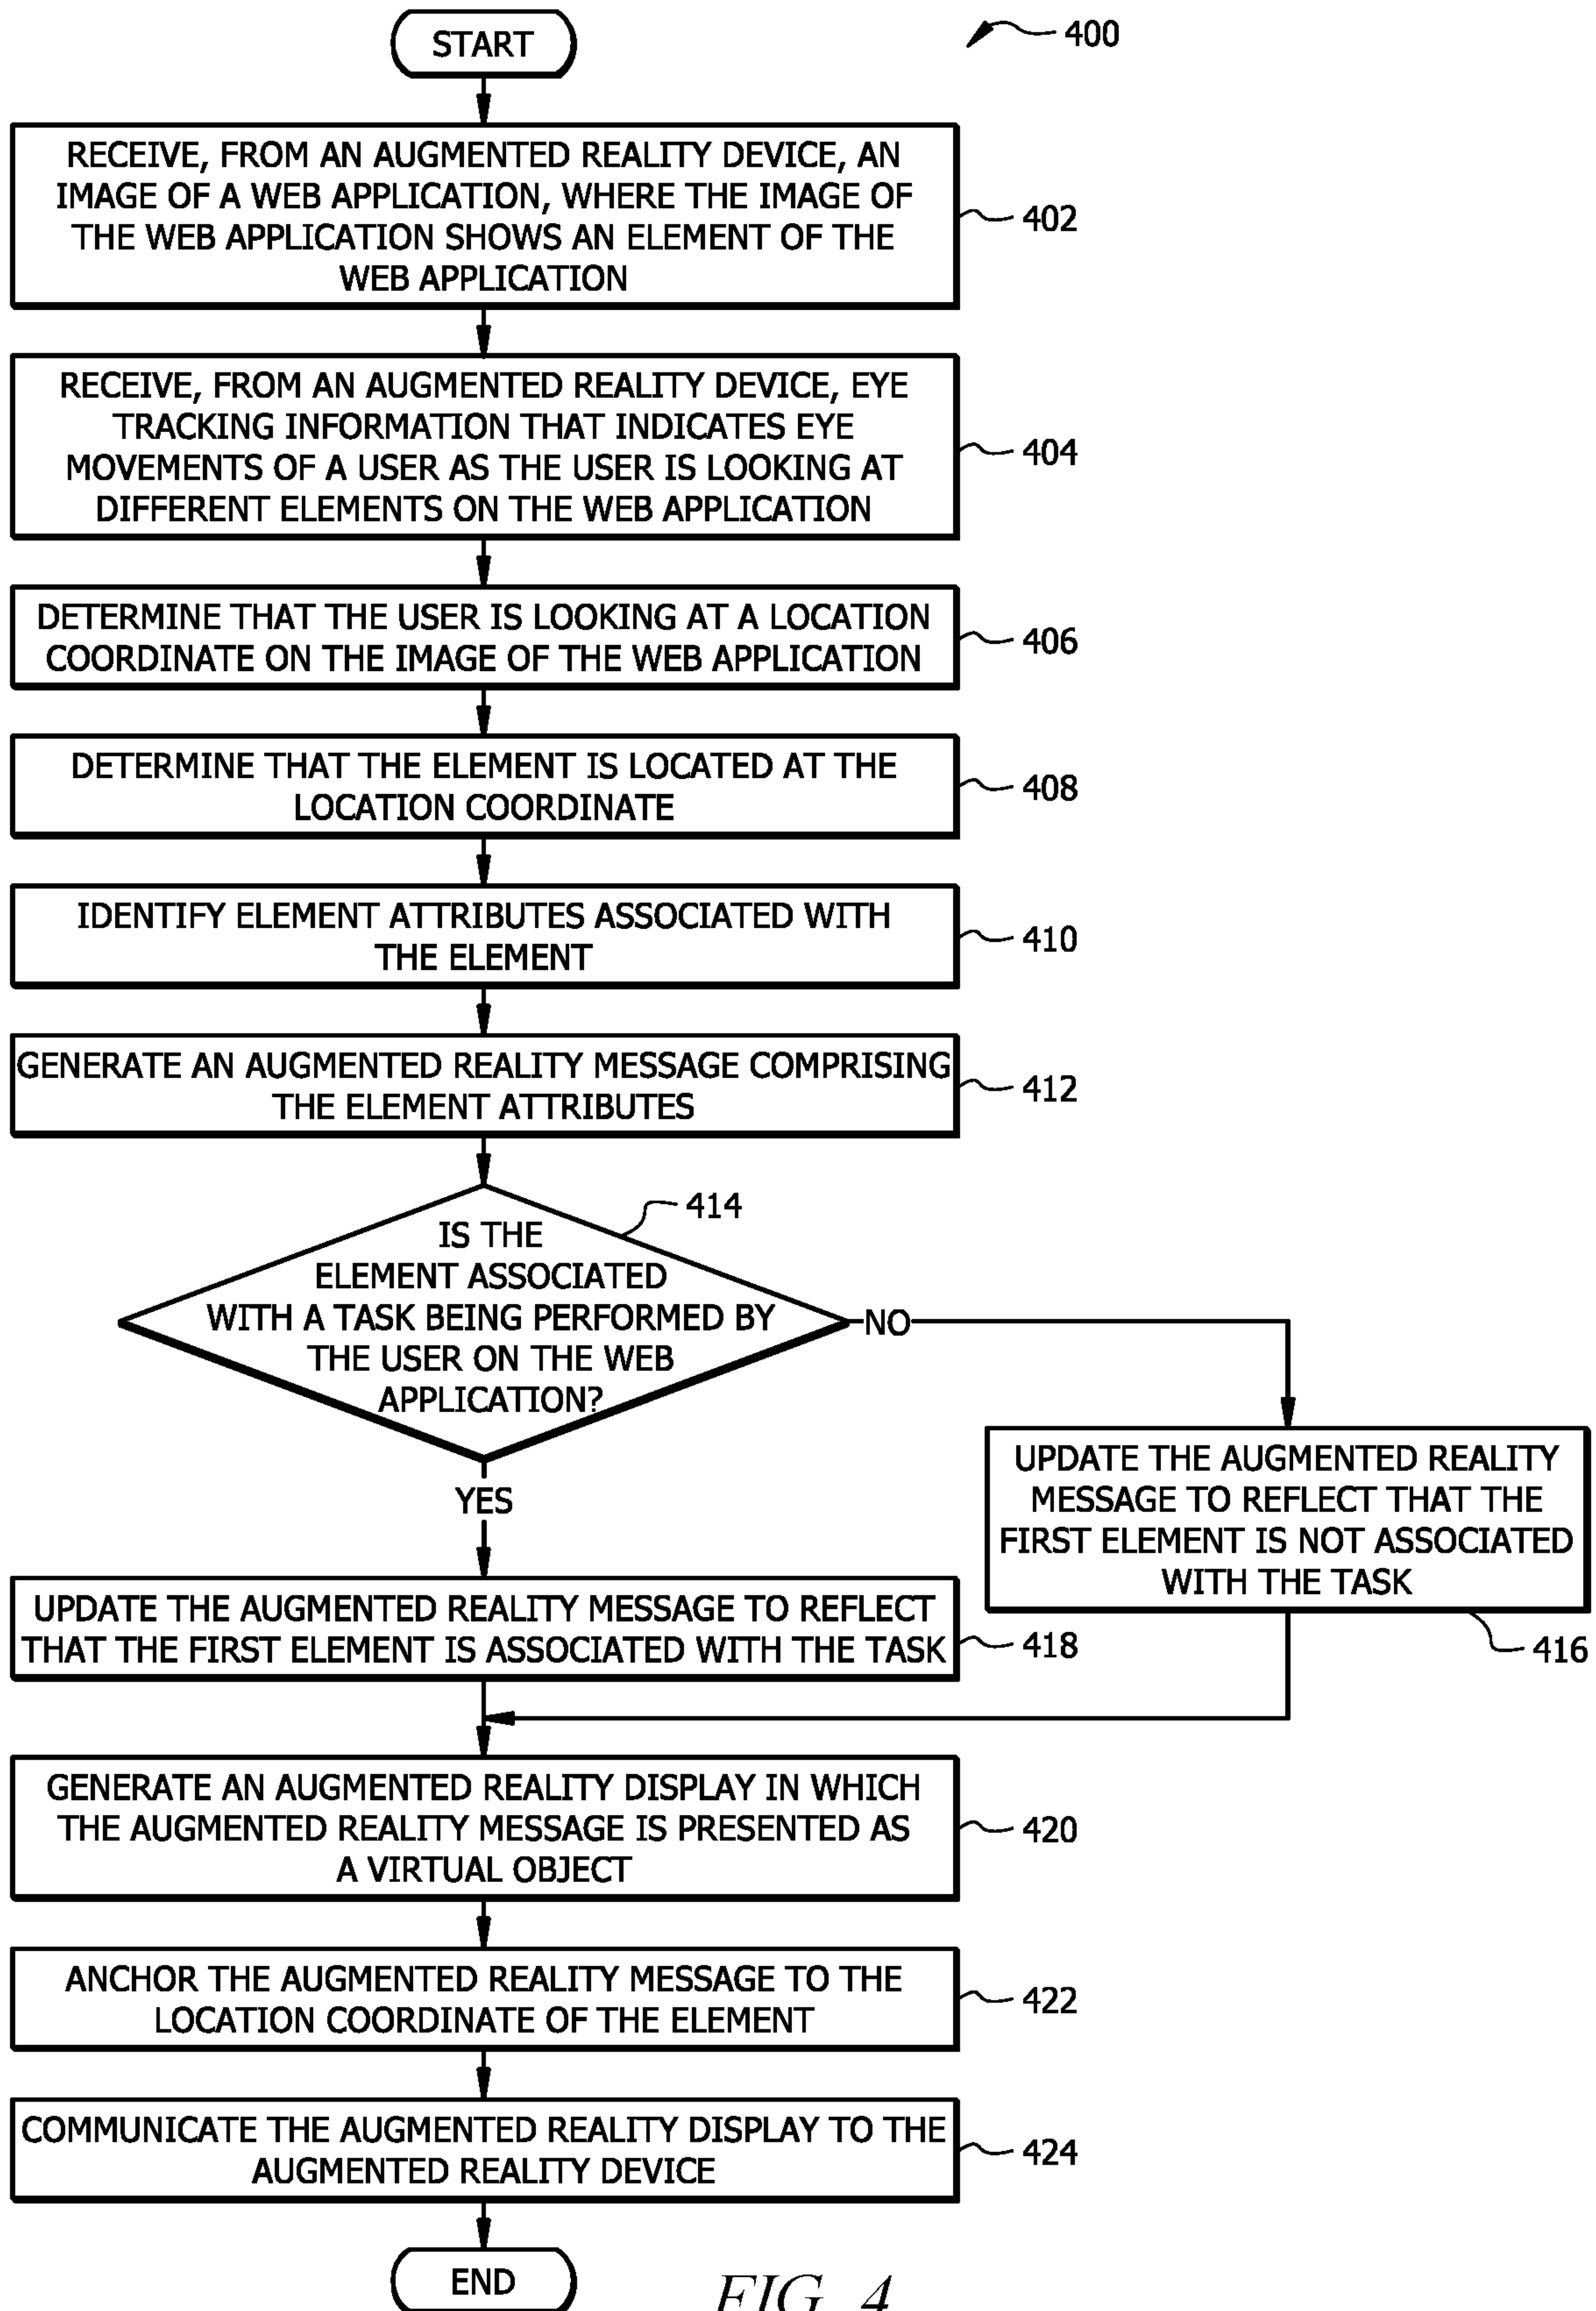 START
400
RECEIVE, FROM AN AUGMENTED REALITY DEVICE, AN
IMAGE OF A WEB APPLICATION, WHERE THE IMAGE OF
THE WEB APPLICATION SHOWS AN ELEMENT OF THE
WEB APPLICATION
402
RECEIVE, FROM AN AUGMENTED REALITY DEVICE, EYE
TRACKING INFORMATION THAT INDICATES EYE
MOVEMENTS OF A USER AS THE USER IS LOOKING AT
DIFFERENT ELEMENTS ON THE WEB APPLICATION
404
DETERMINE THAT THE USER IS LOOKING AT A LOCATION
COORDINATE ON THE IMAGE OF THE WEB APPLICATION
406
DETERMINE THAT THE ELEMENT IS LOCATED AT THE
LOCATION COORDINATE
408
IDENTIFY ELEMENT ATTRIBUTES ASSOCIATED WITH
THE ELEMENT
410
GENERATE AN AUGMENTED REALITY MESSAGE COMPRISING
THE ELEMENT ATTRIBUTES
412
414
IS THE
ELEMENT ASSOCIATED
WITH A TASK BEING PERFORMED BY
THE USER ON THE WEB
APPLICATION?
NO
YES
UPDATE THE AUGMENTED REALITY
MESSAGE TO REFLECT THAT THE
FIRST ELEMENT IS NOT ASSOCIATED
WITH THE TASK
416
UPDATE THE AUGMENTED REALITY MESSAGE TO REFLECT
THAT THE FIRST ELEMENT IS ASSOCIATED WITH THE TASK
418
GENERATE AN AUGMENTED REALITY DISPLAY IN WHICH
THE AUGMENTED REALITY MESSAGE IS PRESENTED AS
A VIRTUAL OBJECT
420
ANCHOR THE AUGMENTED REALITY MESSAGE TO THE
LOCATION COORDINATE OF THE ELEMENT
422
COMMUNICATE THE AUGMENTED REALITY DISPLAY TO THE
AUGMENTED REALITY DEVICE
424
END
FIG. 4